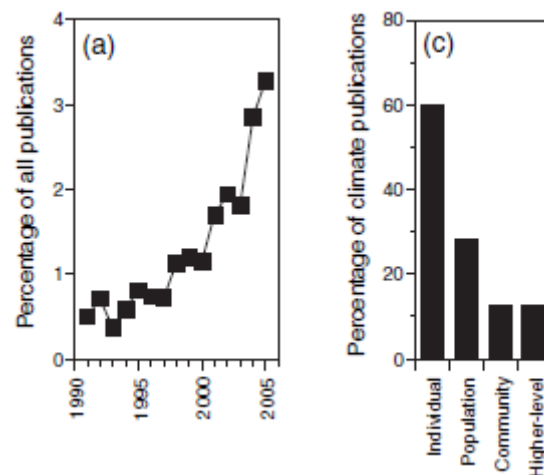 (a)
Percentage of all publications
4
3
2
1
0
1990
1995
2000
2005
(c)
Percentage of climate publications
80
60
40
20
0
Individual
Population
Community
Higher-level